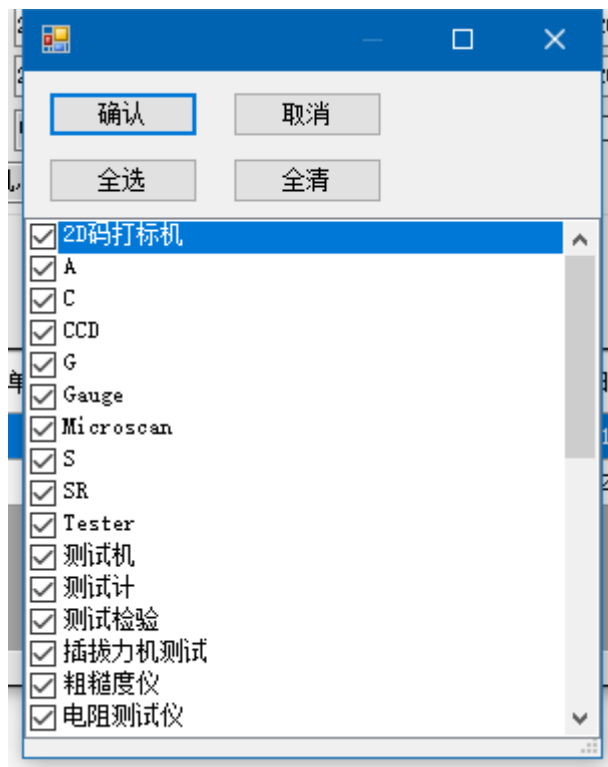 确认 取消
全选 全清
2D码打标机
A
C
CCD
G
Gauge
Microscan
S
SR
Tester
测试机
测试计
测试检验
插拔力机测试
粗糙度仪
电阻测试仪